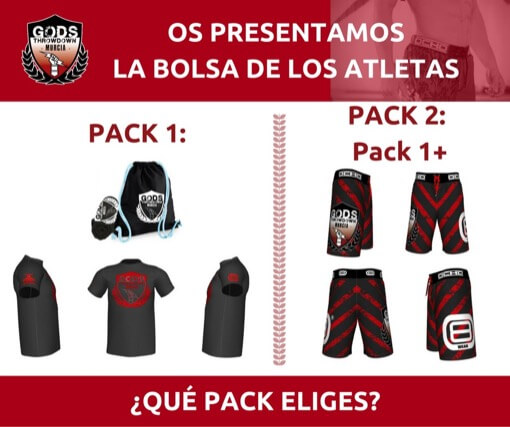 GODS
THROWDOWN
MURCIA
OS PRESENTAMOS
LA BOLSA DE LOS ATLETAS
PACK 1:
PACK 2:
Pack 1+
GODS
THROWDOWN
MURCIA
GODS
¿QUÉ PACK ELIGES?